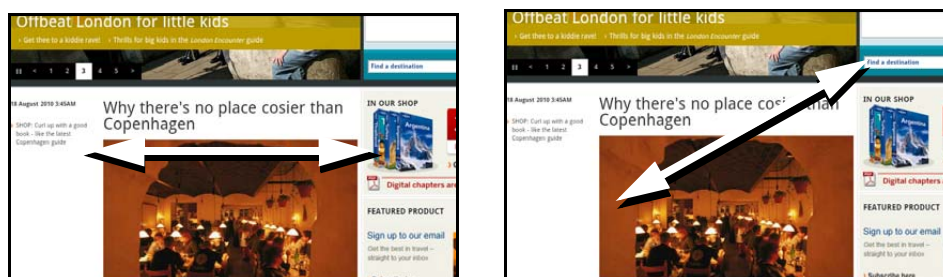 Offbeat London for little kids
› Get thee to a kiddie rave! › Thrills for big kids in the London Encounter guide
< 1 2 3 4 5 >
Find a destination
18 August 2010 3:45AM
Why there's no place cosier than
Copenhagen
SHOP: Curl up with a good
book - like the latest
Copenhagen guide
IN OUR SHOP
Argentina
Digital chapters are
FEATURED PRODUCT
Sign up to our email
Get the best in travel –
straight to your inbox
Offbeat London for little kids
› Get thee to a kiddie rave! › Thrills for big kids in the London Encounter guide
< 1 2 3 4 5 >
Find a destination
18 August 2010 3:45AM
Why there's no place cosi than
Copenhagen
SHOP: Curl up with a good
book - like the latest
Copenhagen guide
IN OUR SHOP
Argentina
Digital chapters
FEATURED PRODUCT
Sign up to our email
Get the best in travel –
straight to your inbox
› Subscribe here